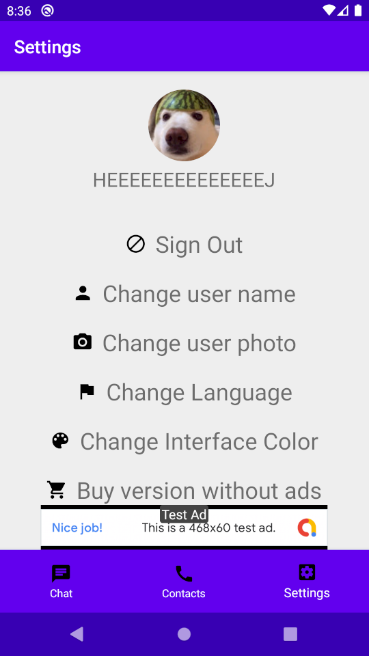 8:36
Settings
HEEEEEEEEEEEEEEJ
Sign Out
Change user name
Change user photo
Change Language
Change Interface Color
Buy version without ads
Test Ad
Nice job! This is a 468x60 test ad.
Chat Contacts Settings